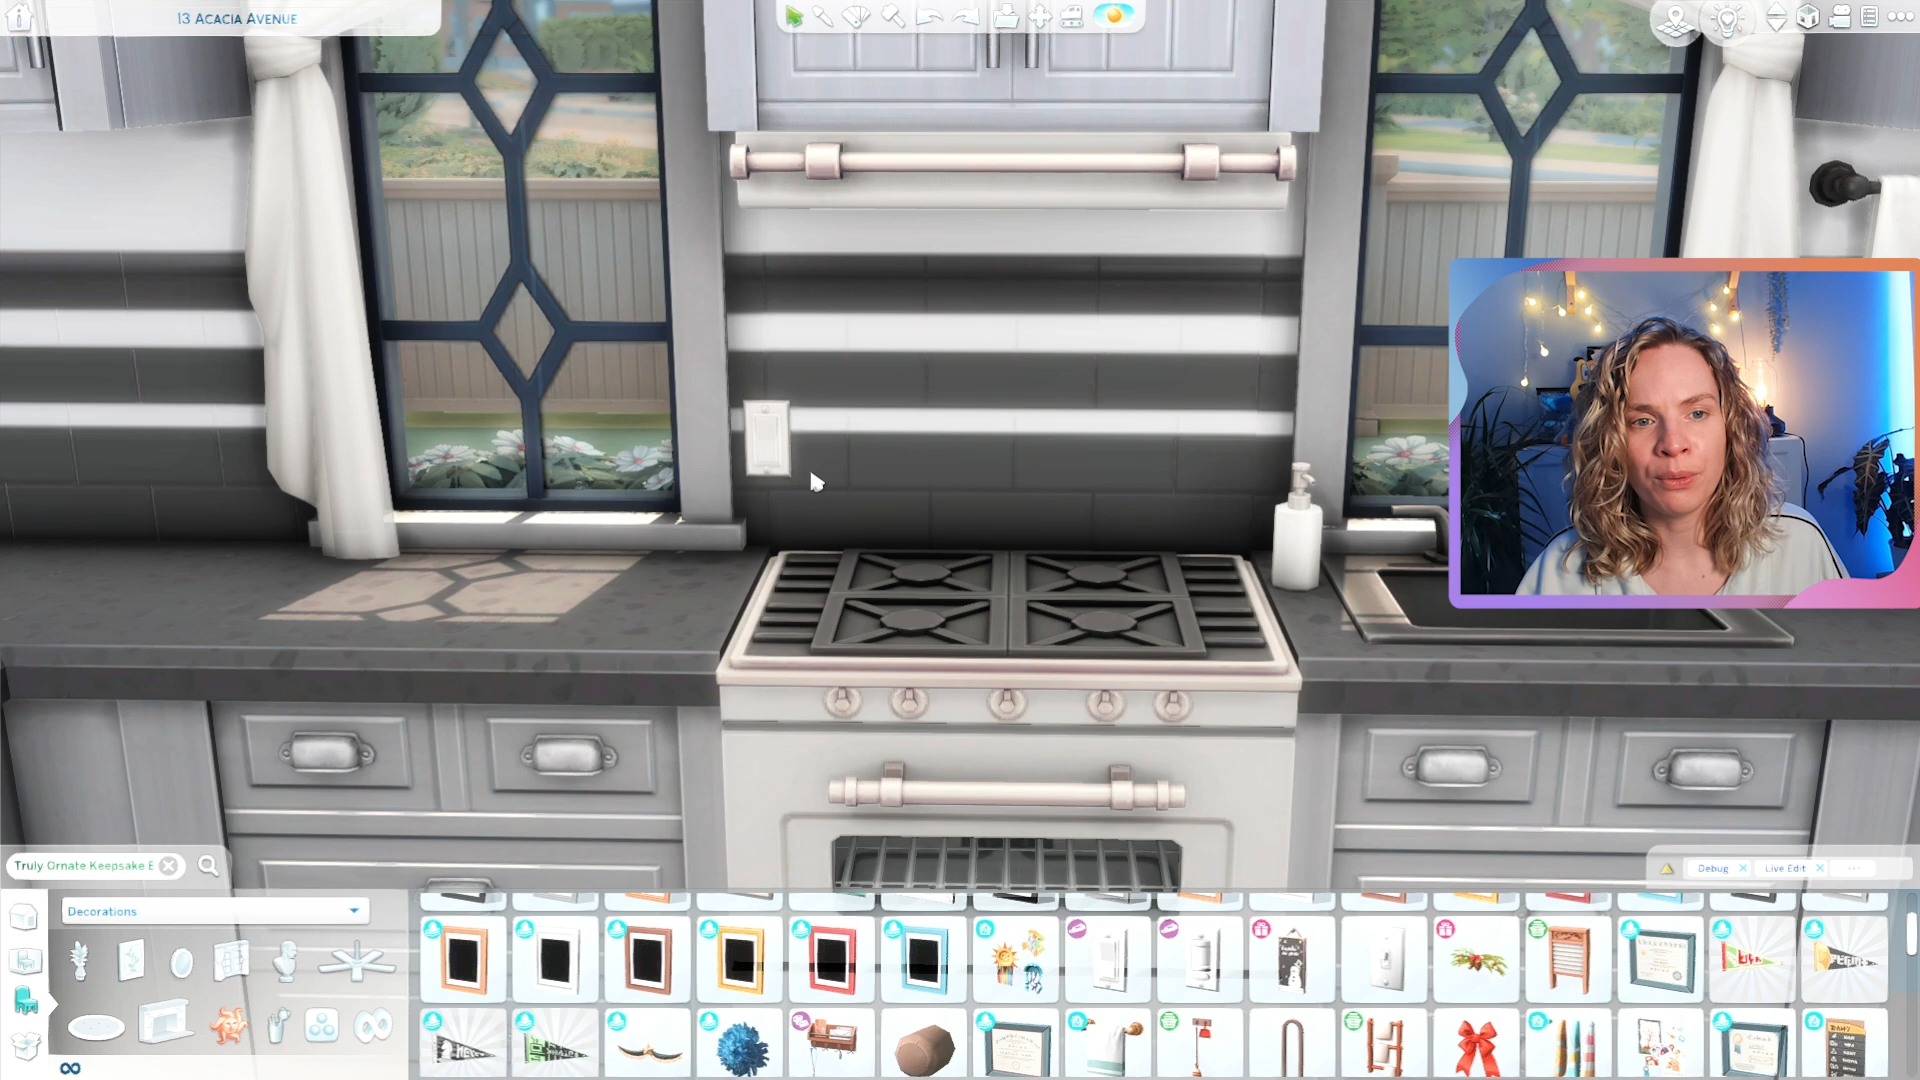 13 ACACIA AVENUE
Truly Ornate Keepsake E
Debug
Live Edit
Decorations